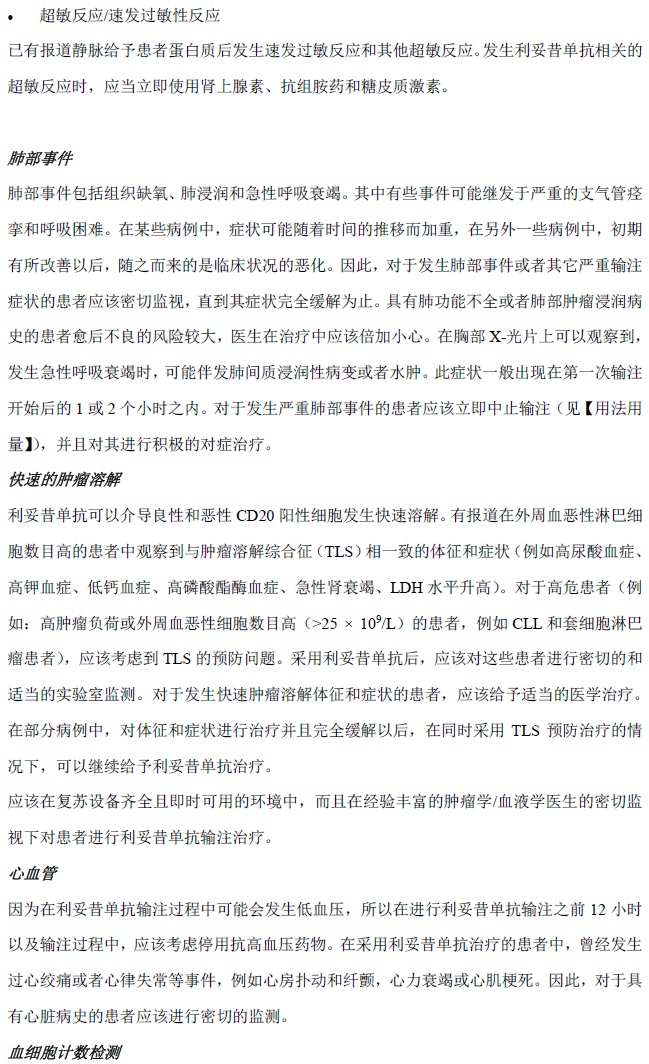 • 超敏反应/速发过敏性反应
已有报道静脉给予患者蛋白质后发生速发过敏反应和其他超敏反应。发生利妥昔单抗相关的
超敏反应时，应当立即使用肾上腺素、抗组胺药和糖皮质激素。
肺部事件
肺部事件包括组织缺氧、肺浸润和急性呼吸衰竭。其中有些事件可能继发于严重的支气管痉
挛和呼吸困难。在某些病例中，症状可能随着时间的推移而加重，在另外一些病例中，初期
有所改善以后，随之而来的是临床状况的恶化。因此，对于发生肺部事件或者其它严重输注
症状的患者应该密切监视，直到其症状完全缓解为止。具有肺功能不全或者肺部肿瘤浸润病
史的患者愈后不良的风险较大，医生在治疗中应该倍加小心。在胸部 X-光片上可以观察到，
发生急性呼吸衰竭时，可能伴发肺间质浸润性病变或者水肿。此症状一般出现在第一次输注
开始后的 1 或 2 个小时之内。对于发生严重肺部事件的患者应该立即中止输注（见【用法用
量】），并且对其进行积极的对症治疗。
快速的肿瘤溶解
利妥昔单抗可以介导良性和恶性 CD20 阳性细胞发生快速溶解。有报道在外周血恶性淋巴细
胞数目高的患者中观察到与肿瘤溶解综合征（TLS）相一致的体征和症状（例如高尿酸血症、
高钾血症、低钙血症、高磷酸酯酶血症、急性肾衰竭、LDH 水平升高）。对于高危患者（例
如：高肿瘤负荷或外周血恶性细胞数目高（>25 × 10⁹/L）的患者，例如 CLL 和套细胞淋巴
瘤患者），应该考虑到 TLS 的预防问题。采用利妥昔单抗后，应该对这些患者进行密切的和
适当的实验室监测。对于发生快速肿瘤溶解体征和症状的患者，应该给予适当的医学治疗。
在部分病例中，对体征和症状进行治疗并且完全缓解以后，在同时采用 TLS 预防治疗的情
况下，可以继续给予利妥昔单抗治疗。
应该在复苏设备齐全且即时可用的环境中，而且在经验丰富的肿瘤学/血液学医生的密切监
视下对患者进行利妥昔单抗输注治疗。
心血管
因为在利妥昔单抗输注过程中可能会发生低血压，所以在进行利妥昔单抗输注之前 12 小时
以及输注过程中，应该考虑停用抗高血压药物。在采用利妥昔单抗治疗的患者中，曾经发生
过心绞痛或者心律失常等事件，例如心房扑动和纤颤，心力衰竭或心肌梗死。因此，对于具
有心脏病史的患者应该进行密切的监测。
血细胞计数检测